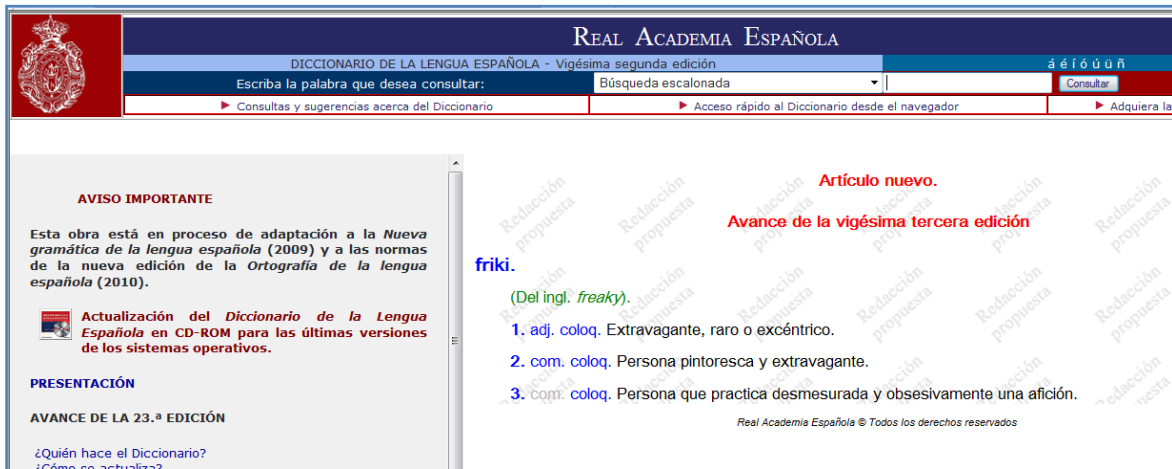 REAL ACADEMIA ESPAÑOLA
DICCIONARIO DE LA LENGUA ESPAÑOLA - Vigésima segunda edición
á é í ó ú ü ñ
Escriba la palabra que desea consultar:
Búsqueda escalonada
Consultar
Consultas y sugerencias acerca del Diccionario
Acceso rápido al Diccionario desde el navegador
Adquiera la
AVISO IMPORTANTE
Esta obra está en proceso de adaptación a la Nueva
gramática de la lengua española (2009) y a las normas
de la nueva edición de la Ortografía de la lengua
española (2010).
Actualización del Diccionario de la Lengua
Española en CD-ROM para las últimas versiones
de los sistemas operativos.
PRESENTACIÓN
AVANCE DE LA 23.ª EDICIÓN
¿Quién hace el Diccionario?
¿Cómo se actualiza?
Artículo nuevo.
Avance de la vigésima tercera edición
friki.
(Del ingl. freaky).
1. adj. coloq. Extravagante, raro o excéntrico.
2. com. coloq. Persona pintoresca y extravagante.
3. com. coloq. Persona que practica desmesurada y obsesivamente una afición.
Real Academia Española © Todos los derechos reservados
Redacción
propuesta